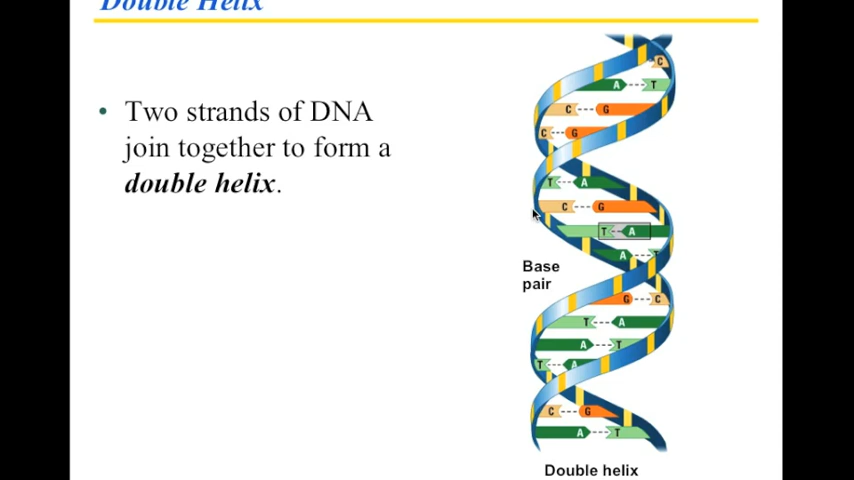 Double Helix
• Two strands of DNA
join together to form a
double helix.
C
A T
C G
C G
T A
C G
T A
A T
Base
pair
G C
T A
A T
T A
C G
A T
Double helix